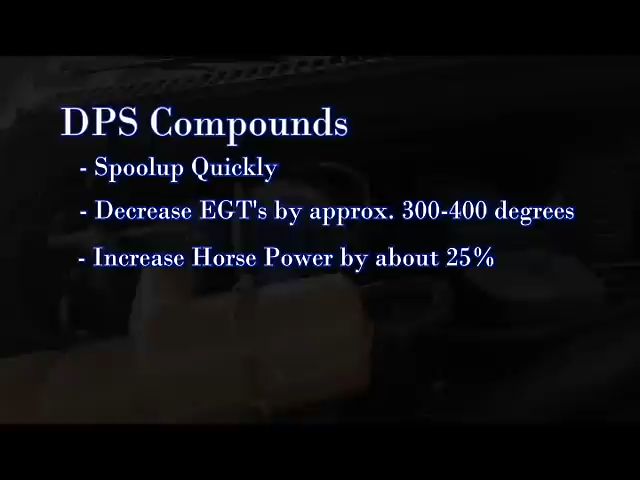 DPS Compounds
- Spoolup Quickly
- Decrease EGT's by approx. 300-400 degrees
- Increase Horse Power by about 25%